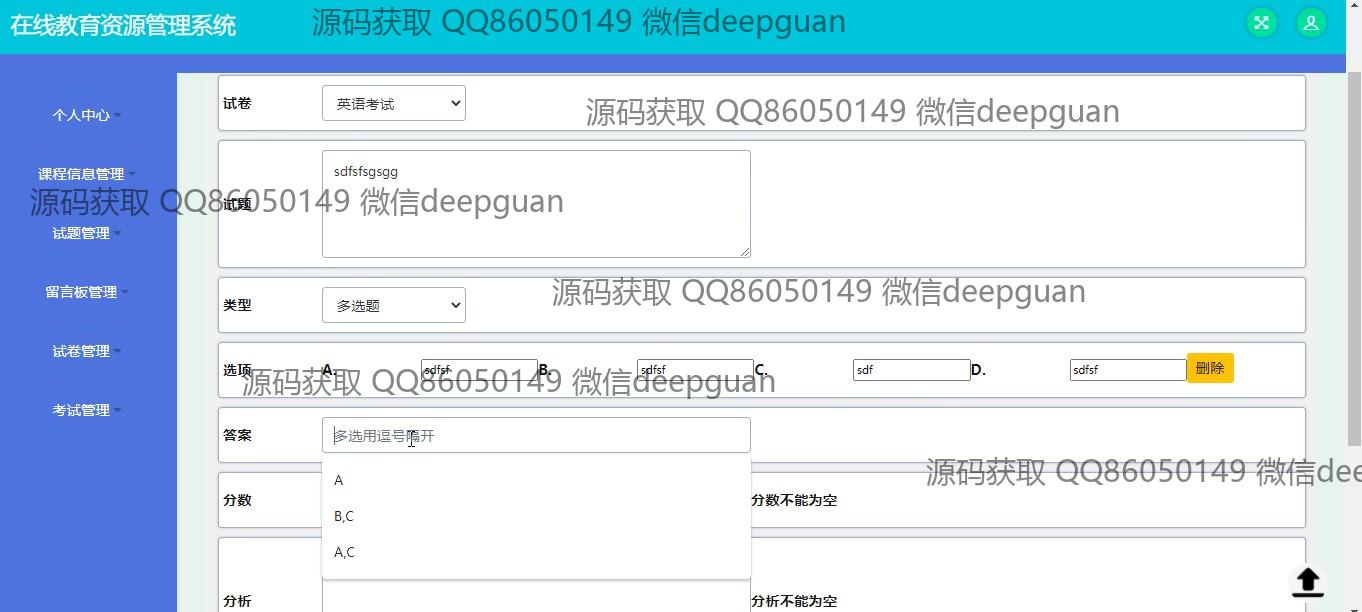 在线教育资源管理系统
源码获取 QQ86050149 微信deepguan
试卷
英语考试
源码获取 QQ86050149 微信deepguan
个人中心
课程信息管理
sdfsfsgsgg
源码获取 QQ86050149 微信deepguan
试题
试题管理
留言板管理
源码获取 QQ86050149 微信deepguan
类型
多选题
试卷管理
选项 A. sdfsf B. sdfsf C. sdf D. sdfsf 删除
源码获取 QQ86050149 微信deepguan
考试管理
答案
多选用逗号隔开
源码获取 QQ86050149 微信dee
A
分数
分数不能为空
B,C
A,C
分析
分析不能为空